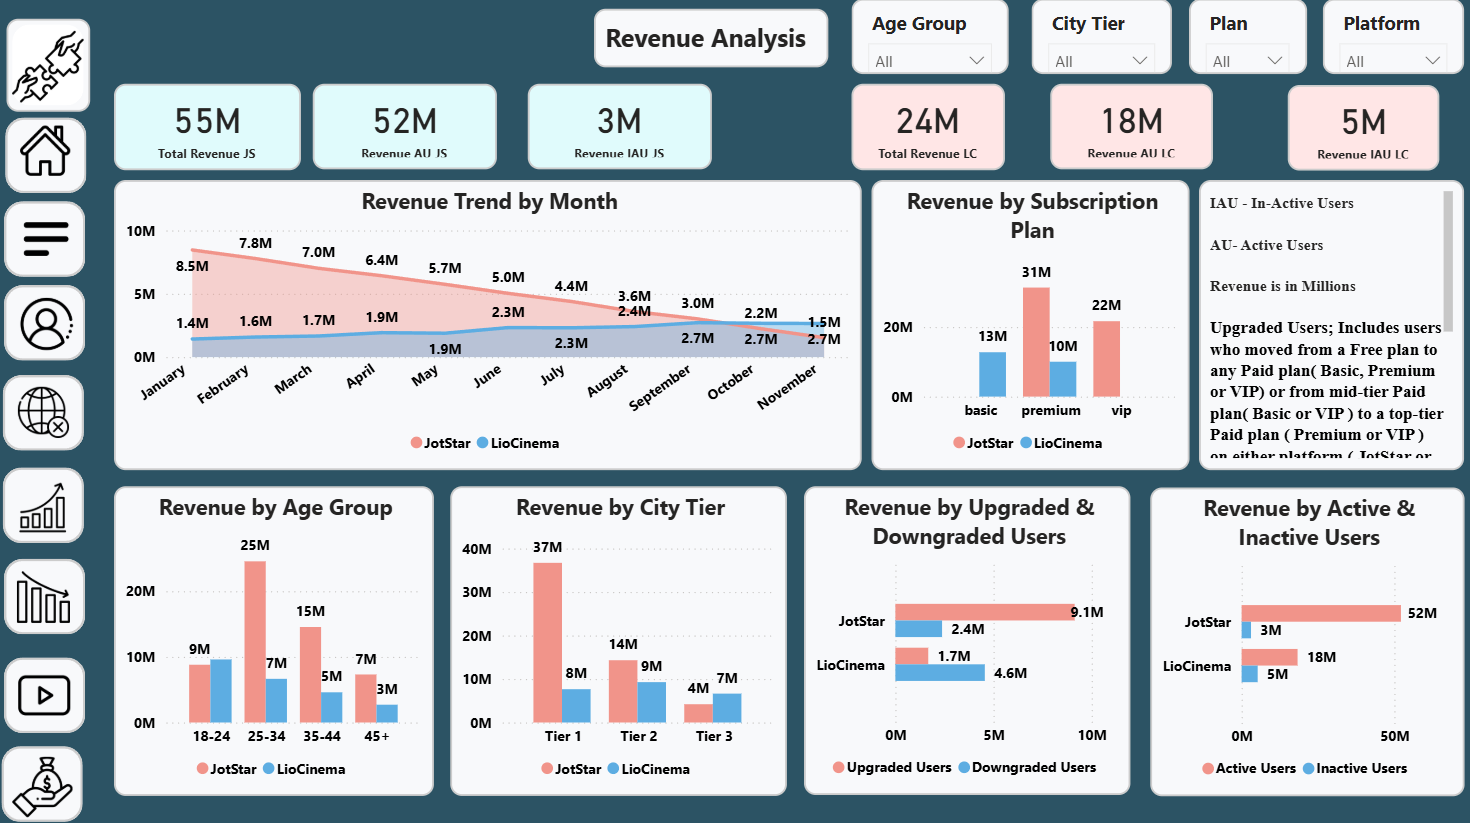 Revenue Analysis
Age Group
All
City Tier
All
Plan
All
Platform
All
55M
Total Revenue JS
52M
Revenue AU JS
3M
Revenue IAU JS
24M
Total Revenue LC
18M
Revenue AU LC
5M
Revenue IAU LC
Revenue Trend by Month
10M
5M
0M
8.5M
7.8M
7.0M
6.4M
5.7M
5.0M
4.4M
3.6M
3.0M
2.2M
1.5M
1.4M
1.6M
1.7M
1.9M
1.9M
2.3M
2.3M
2.4M
2.7M
2.7M
2.7M
January
February
March
April
May
June
July
August
September
October
November
JotStar LioCinema
Revenue by Subscription
Plan
20M
0M
13M
31M
10M
22M
basic premium vip
JotStar LioCinema
IAU - In-Active Users
AU- Active Users
Revenue is in Millions
Upgraded Users; Includes users
who moved from a Free plan to
any Paid plan( Basic, Premium
or VIP) or from mid-tier Paid
plan( Basic or VIP ) to a top-tier
Paid plan ( Premium or VIP )
on either platform ( JotStar or
Revenue by Age Group
20M
10M
0M
9M
25M
7M
15M
5M
7M
3M
18-24 25-34 35-44 45+
JotStar LioCinema
Revenue by City Tier
40M
30M
20M
10M
0M
37M
8M
14M
9M
4M
7M
Tier 1 Tier 2 Tier 3
JotStar LioCinema
Revenue by Upgraded &
Downgraded Users
JotStar
9.1M
2.4M
LioCinema
1.7M
4.6M
0M 5M 10M
Upgraded Users Downgraded Users
Revenue by Active &
Inactive Users
JotStar
52M
3M
LioCinema
18M
5M
0M 50M
Active Users Inactive Users